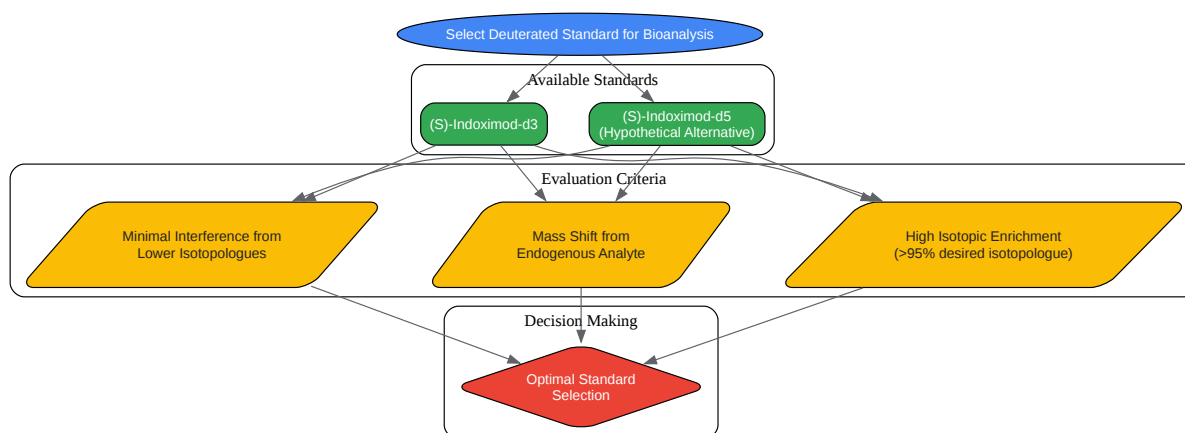 Select Deuterated Standard for Bioanalysis
Available Standards
(S)-Indoximod-d3
(S)-Indoximod-d5
(Hypothetical Alternative)
Evaluation Criteria
Minimal Interference from
Lower Isotopologues
Mass Shift from
Endogenous Analyte
High Isotopic Enrichment
(>95% desired isotopologue)
Decision Making
Optimal Standard
Selection